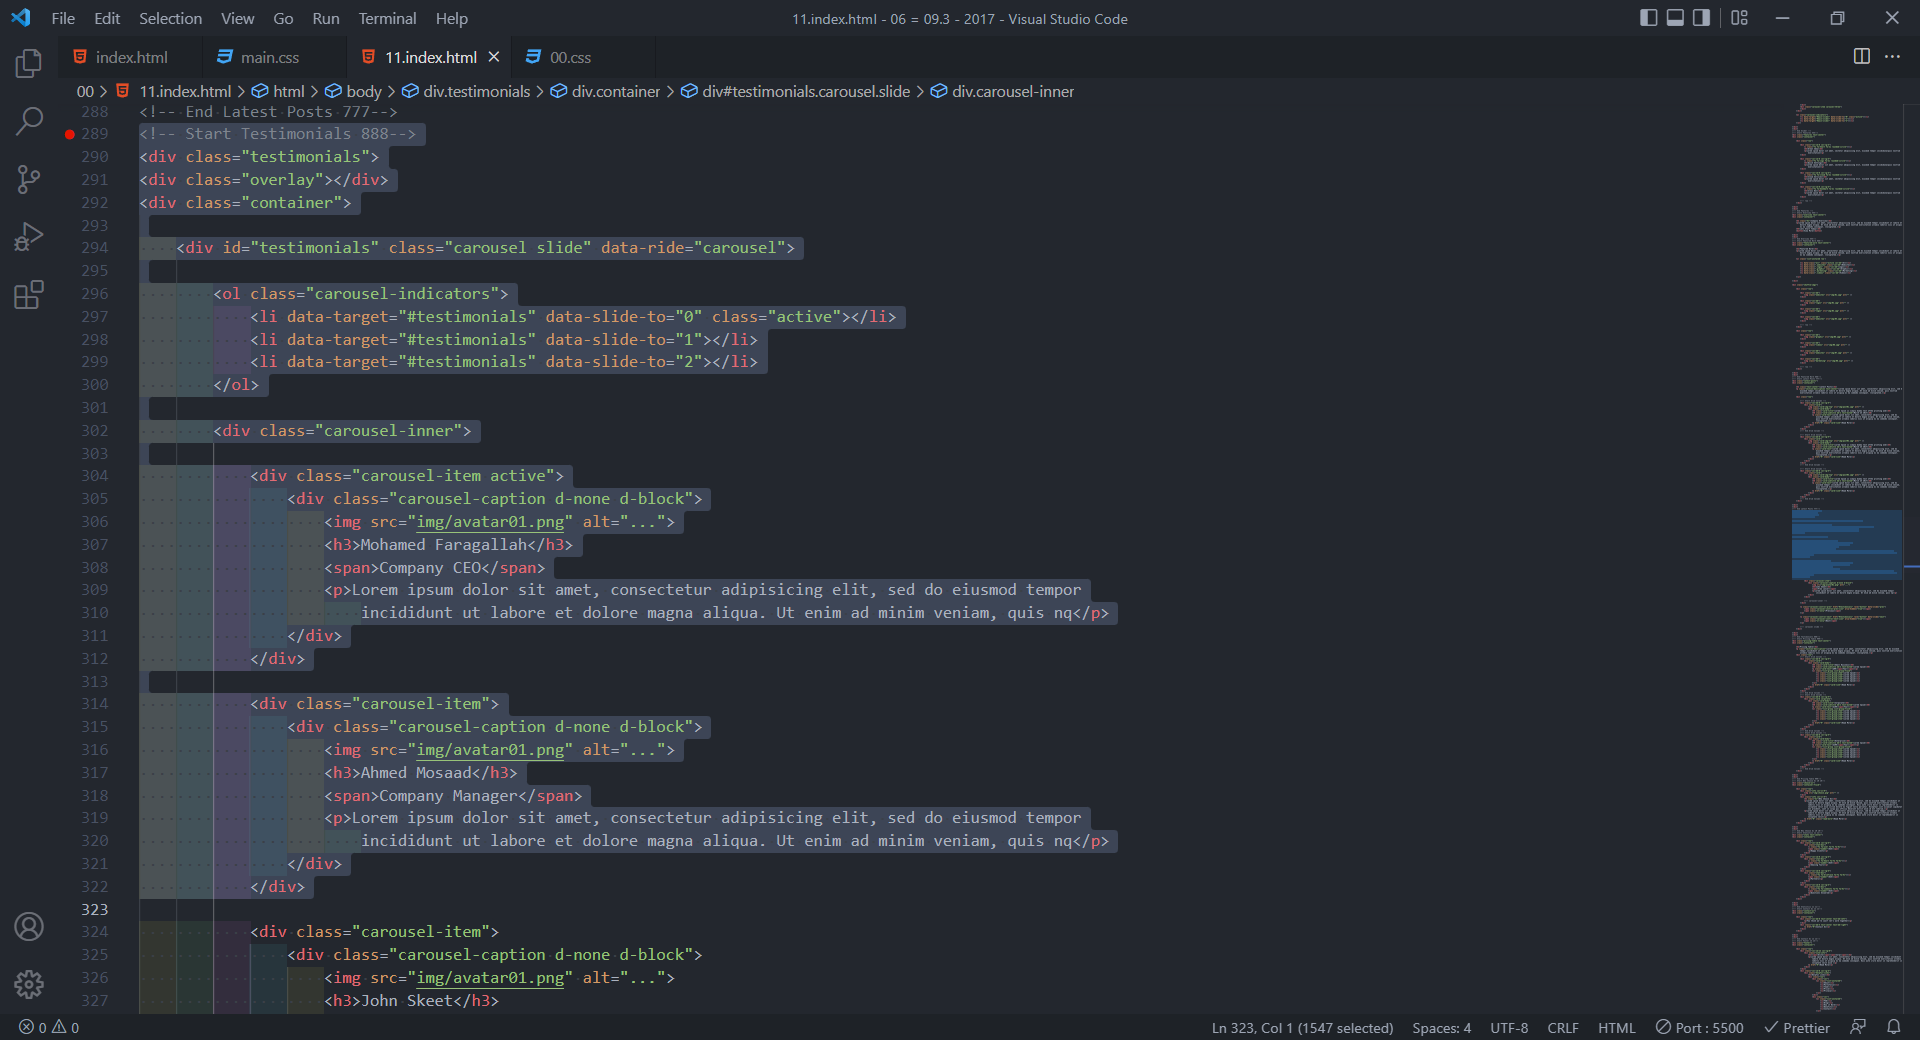 File Edit Selection View Go Run Terminal Help 11.index.html - 06 = 09.3 - 2017 - Visual Studio Code
index.html main.css 11.index.html 00.css
00 > 11.index.html > html > body > div.testimonials > div.container > div#testimonials.carousel.slide > div.carousel-inner
288 <!-- End Latest Posts 777-->
289 <!-- Start Testimonials 888-->
290 <div class="testimonials">
291 <div class="overlay"></div>
292 <div class="container">
293
294 <div id="testimonials" class="carousel slide" data-ride="carousel">
295
296 <ol class="carousel-indicators">
297 <li data-target="#testimonials" data-slide-to="0" class="active"></li>
298 <li data-target="#testimonials" data-slide-to="1"></li>
299 <li data-target="#testimonials" data-slide-to="2"></li>
300 </ol>
301
302 <div class="carousel-inner">
303
304 <div class="carousel-item active">
305 <div class="carousel-caption d-none d-block">
306 <img src="img/avatar01.png" alt="...">
307 <h3>Mohamed Faragallah</h3>
308 <span>Company CEO</span>
309 <p>Lorem ipsum dolor sit amet, consectetur adipisicing elit, sed do eiusmod tempor
310 incididunt ut labore et dolore magna aliqua. Ut enim ad minim veniam, quis nq</p>
311 </div>
312 </div>
313
314 <div class="carousel-item">
315 <div class="carousel-caption d-none d-block">
316 <img src="img/avatar01.png" alt="...">
317 <h3>Ahmed Mosaad</h3>
318 <span>Company Manager</span>
319 <p>Lorem ipsum dolor sit amet, consectetur adipisicing elit, sed do eiusmod tempor
320 incididunt ut labore et dolore magna aliqua. Ut enim ad minim veniam, quis nq</p>
321 </div>
322 </div>
323
324 <div class="carousel-item">
325 <div class="carousel-caption d-none d-block">
326 <img src="img/avatar01.png" alt="...">
327 <h3>John Skeet</h3>
0 0 Ln 323, Col 1 (1547 selected) Spaces: 4 UTF-8 CRLF HTML Port : 5500 Prettier